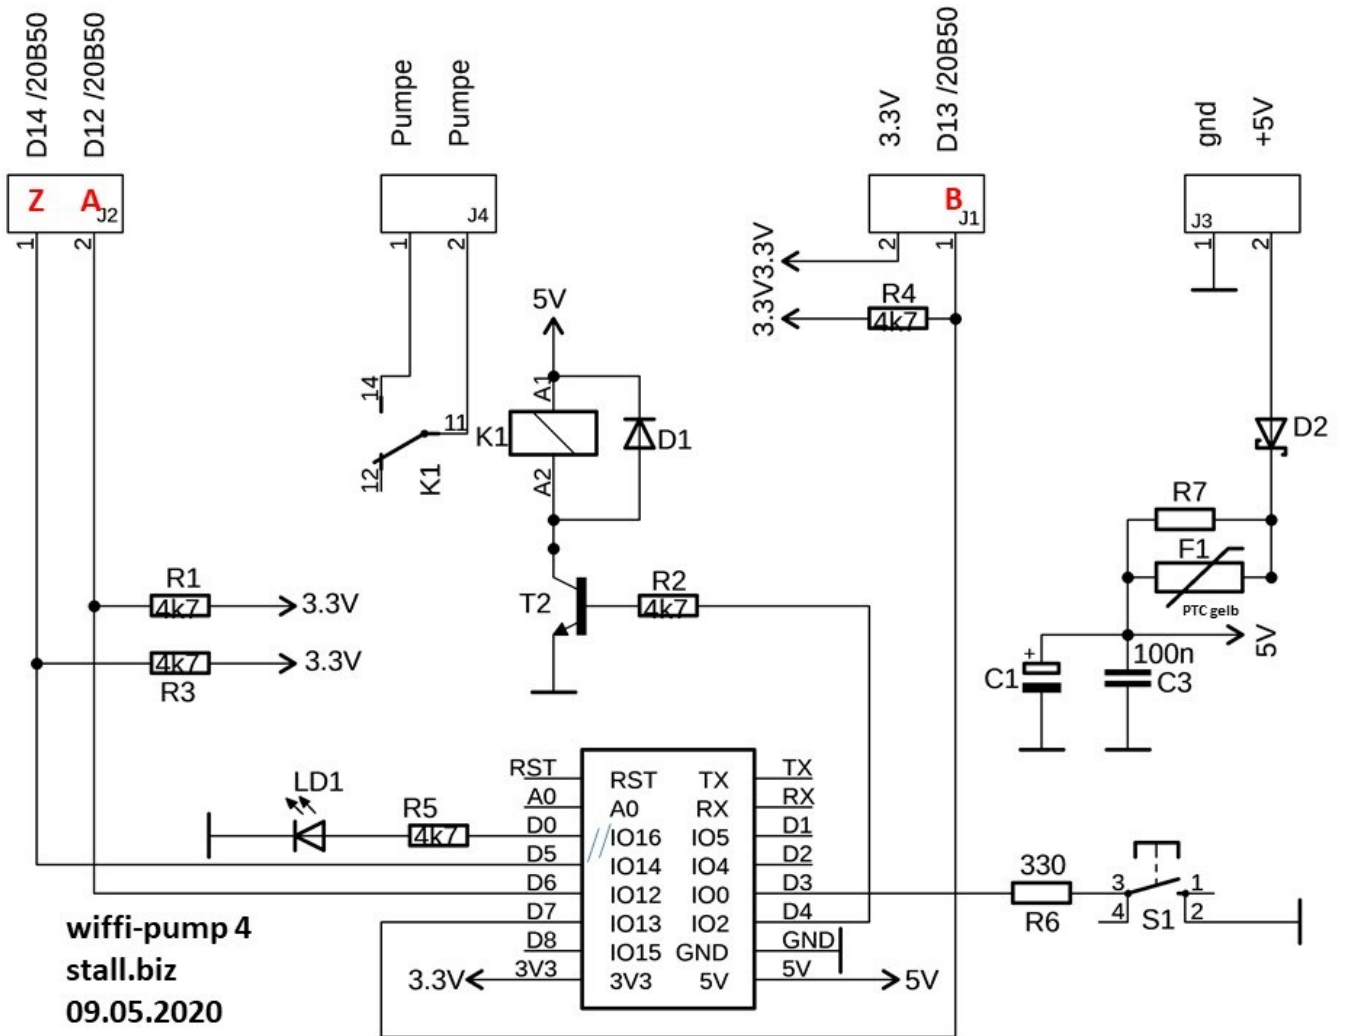 D14 /20B50
D12 /20B50
Pumpe
Pumpe
3.3V
D13 /20B50
gnd
+5V
Z
A
J2
J4
B
J1
J3
1
2
1
2
2
1
1
2
3.3V
3.3V
R4
4k7
5V
14
11
12
K1
A1
K1
A2
D1
D2
R7
F1
PTC gelb
5V
R1
4k7
3.3V
4k7
3.3V
R3
T2
R2
4k7
+
C1
100n
C3
LD1
R5
4k7
RST
A0
D0
D5
D6
D7
D8
3V3
3.3V
RST
A0
IO16
IO14
IO12
IO13
IO15
3V3
TX
RX
IO5
IO4
IO0
IO2
GND
5V
TX
RX
D1
D2
D3
D4
GND
5V
5V
330
R6
3
1
4
2
S1
wiffi-pump 4
stall.biz
09.05.2020